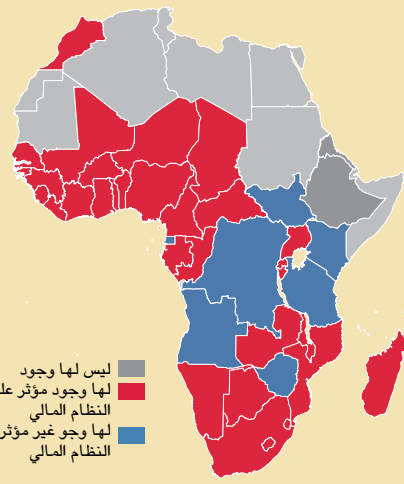 ليس لها وجود
لها وجود مؤثر عل
النظام المالي
لها وجو غير مؤثر
النظام المالي